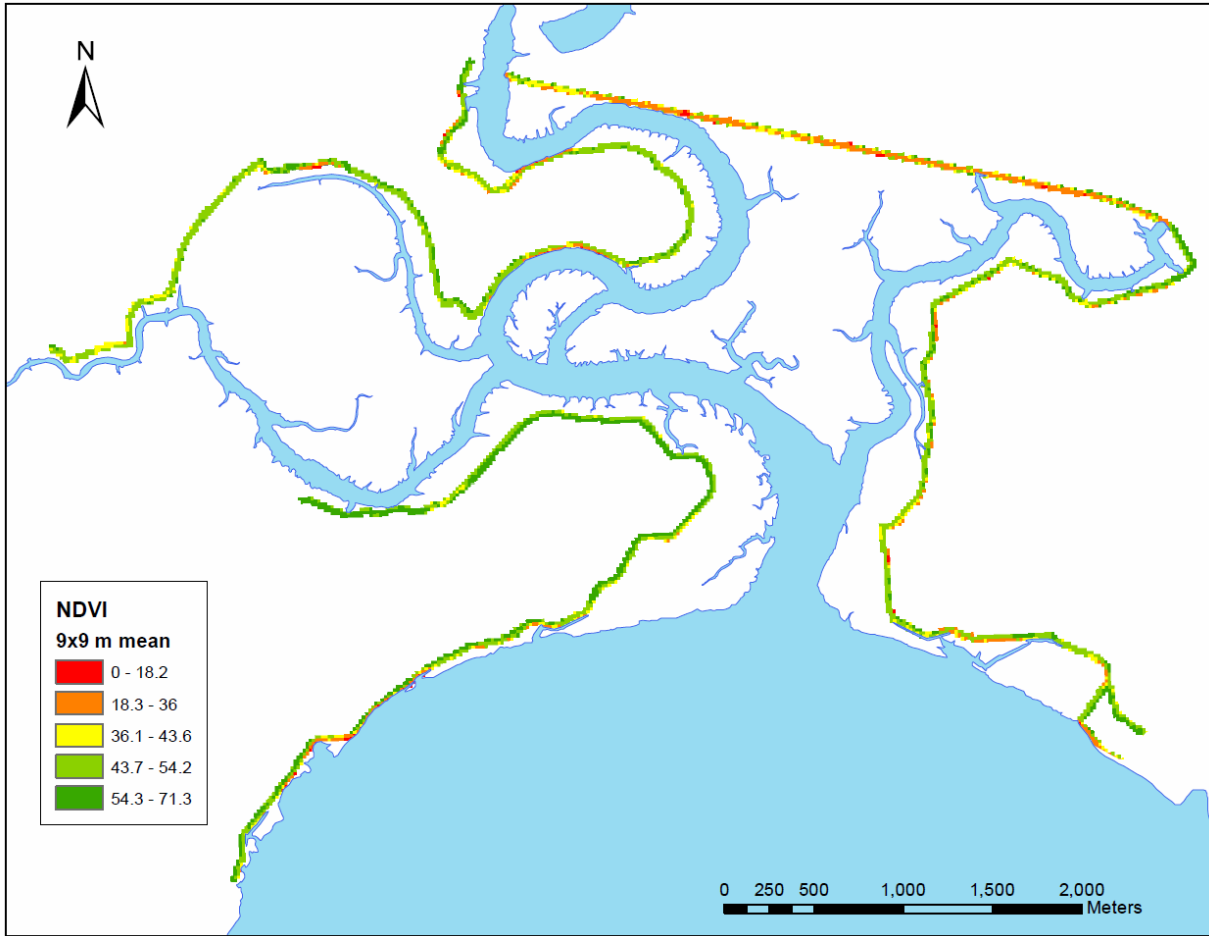 N
NDVI
9x9 m mean
0 - 18.2
18.3 - 36
36.1 - 43.6
43.7 - 54.2
54.3 - 71.3
0 250 500 1,000 1,500 2,000
Meters